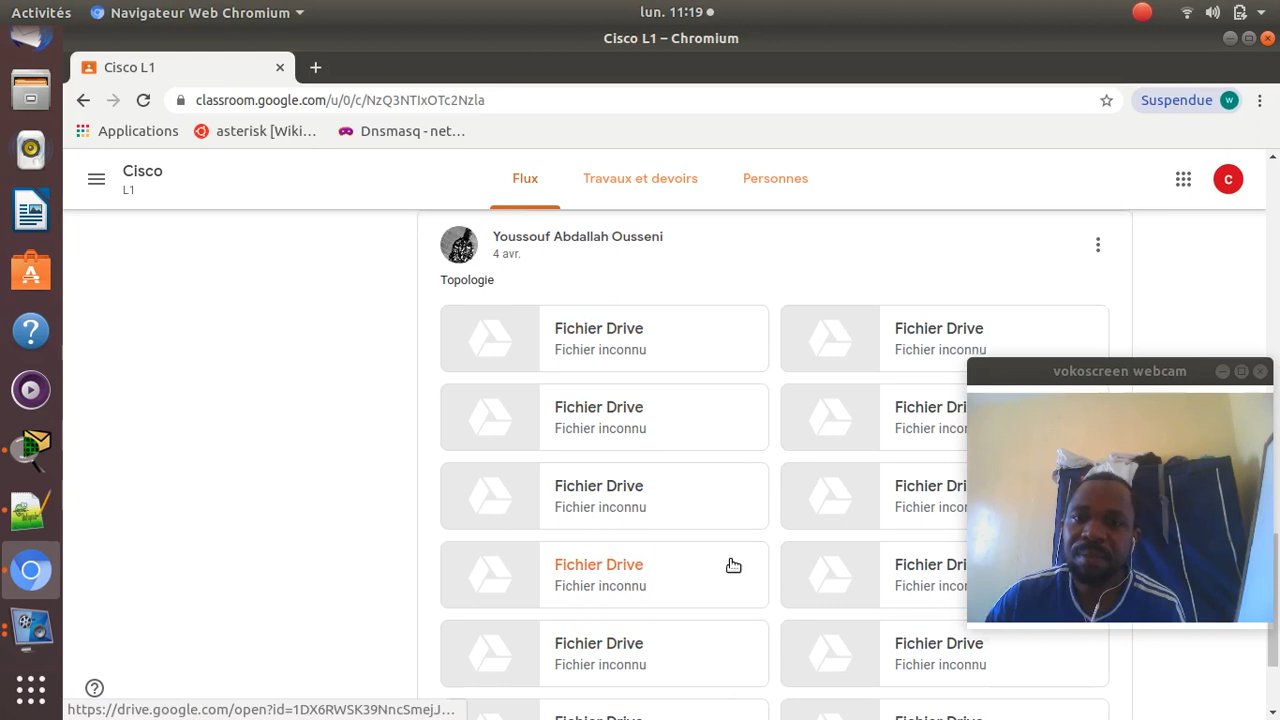 Activités
Navigateur Web Chromium
lun. 11:19
Cisco L1 – Chromium
Cisco L1
classroom.google.com/u/0/c/NzQ3NTIxOTc2Nzla
Suspendue
W
Applications
asterisk [Wiki...
Dnsmasq - net...
Cisco
L1
Flux
Travaux et devoirs
Personnes
C
Youssouf Abdallah Ousseni
4 avr.
Topologie
Fichier Drive
Fichier inconnu
Fichier Drive
Fichier inconnu
Fichier Drive
Fichier inconnu
Fichier Dri
Fichier inco
Fichier Drive
Fichier inconnu
Fichier Dri
Fichier inco
Fichier Drive
Fichier inconnu
Fichier Dri
Fichier inco
Fichier Drive
Fichier inconnu
Fichier Drive
Fichier inconnu
vokoscreen webcam
https://drive.google.com/open?id=1DX6RWSK39NncSmejJ...